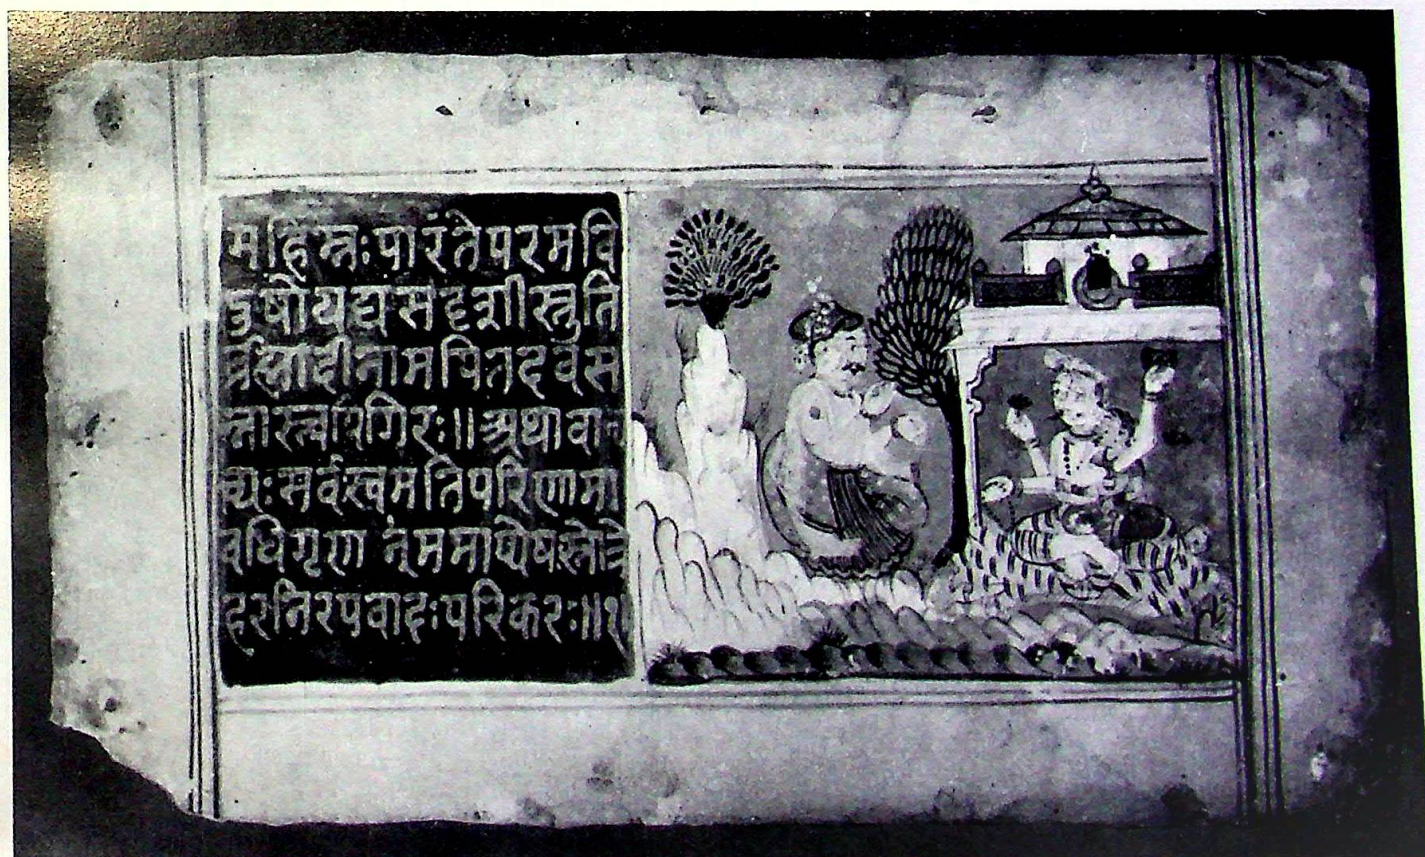 महिम्नःपारंतेपरमवि
दुषोयद्यसदृशीस्तुति
र्ब्रह्मादीनामपितदवस
न्नास्त्वयिगिरः॥अथावा
च्यःसर्वःस्वमतिपरिणामा
वधिगृणन्ममाप्येषस्तोत्रे
हरनिरपवादःपरिकरः॥१